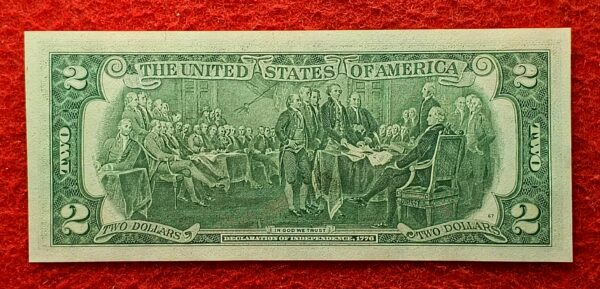 2 THE UNITED STATES OF AMERICA 2
TWO TWO
2 2
67
TWO DOLLARS IN GOD WE TRUST TWO DOLLARS
DECLARATION OF INDEPENDENCE, 1776